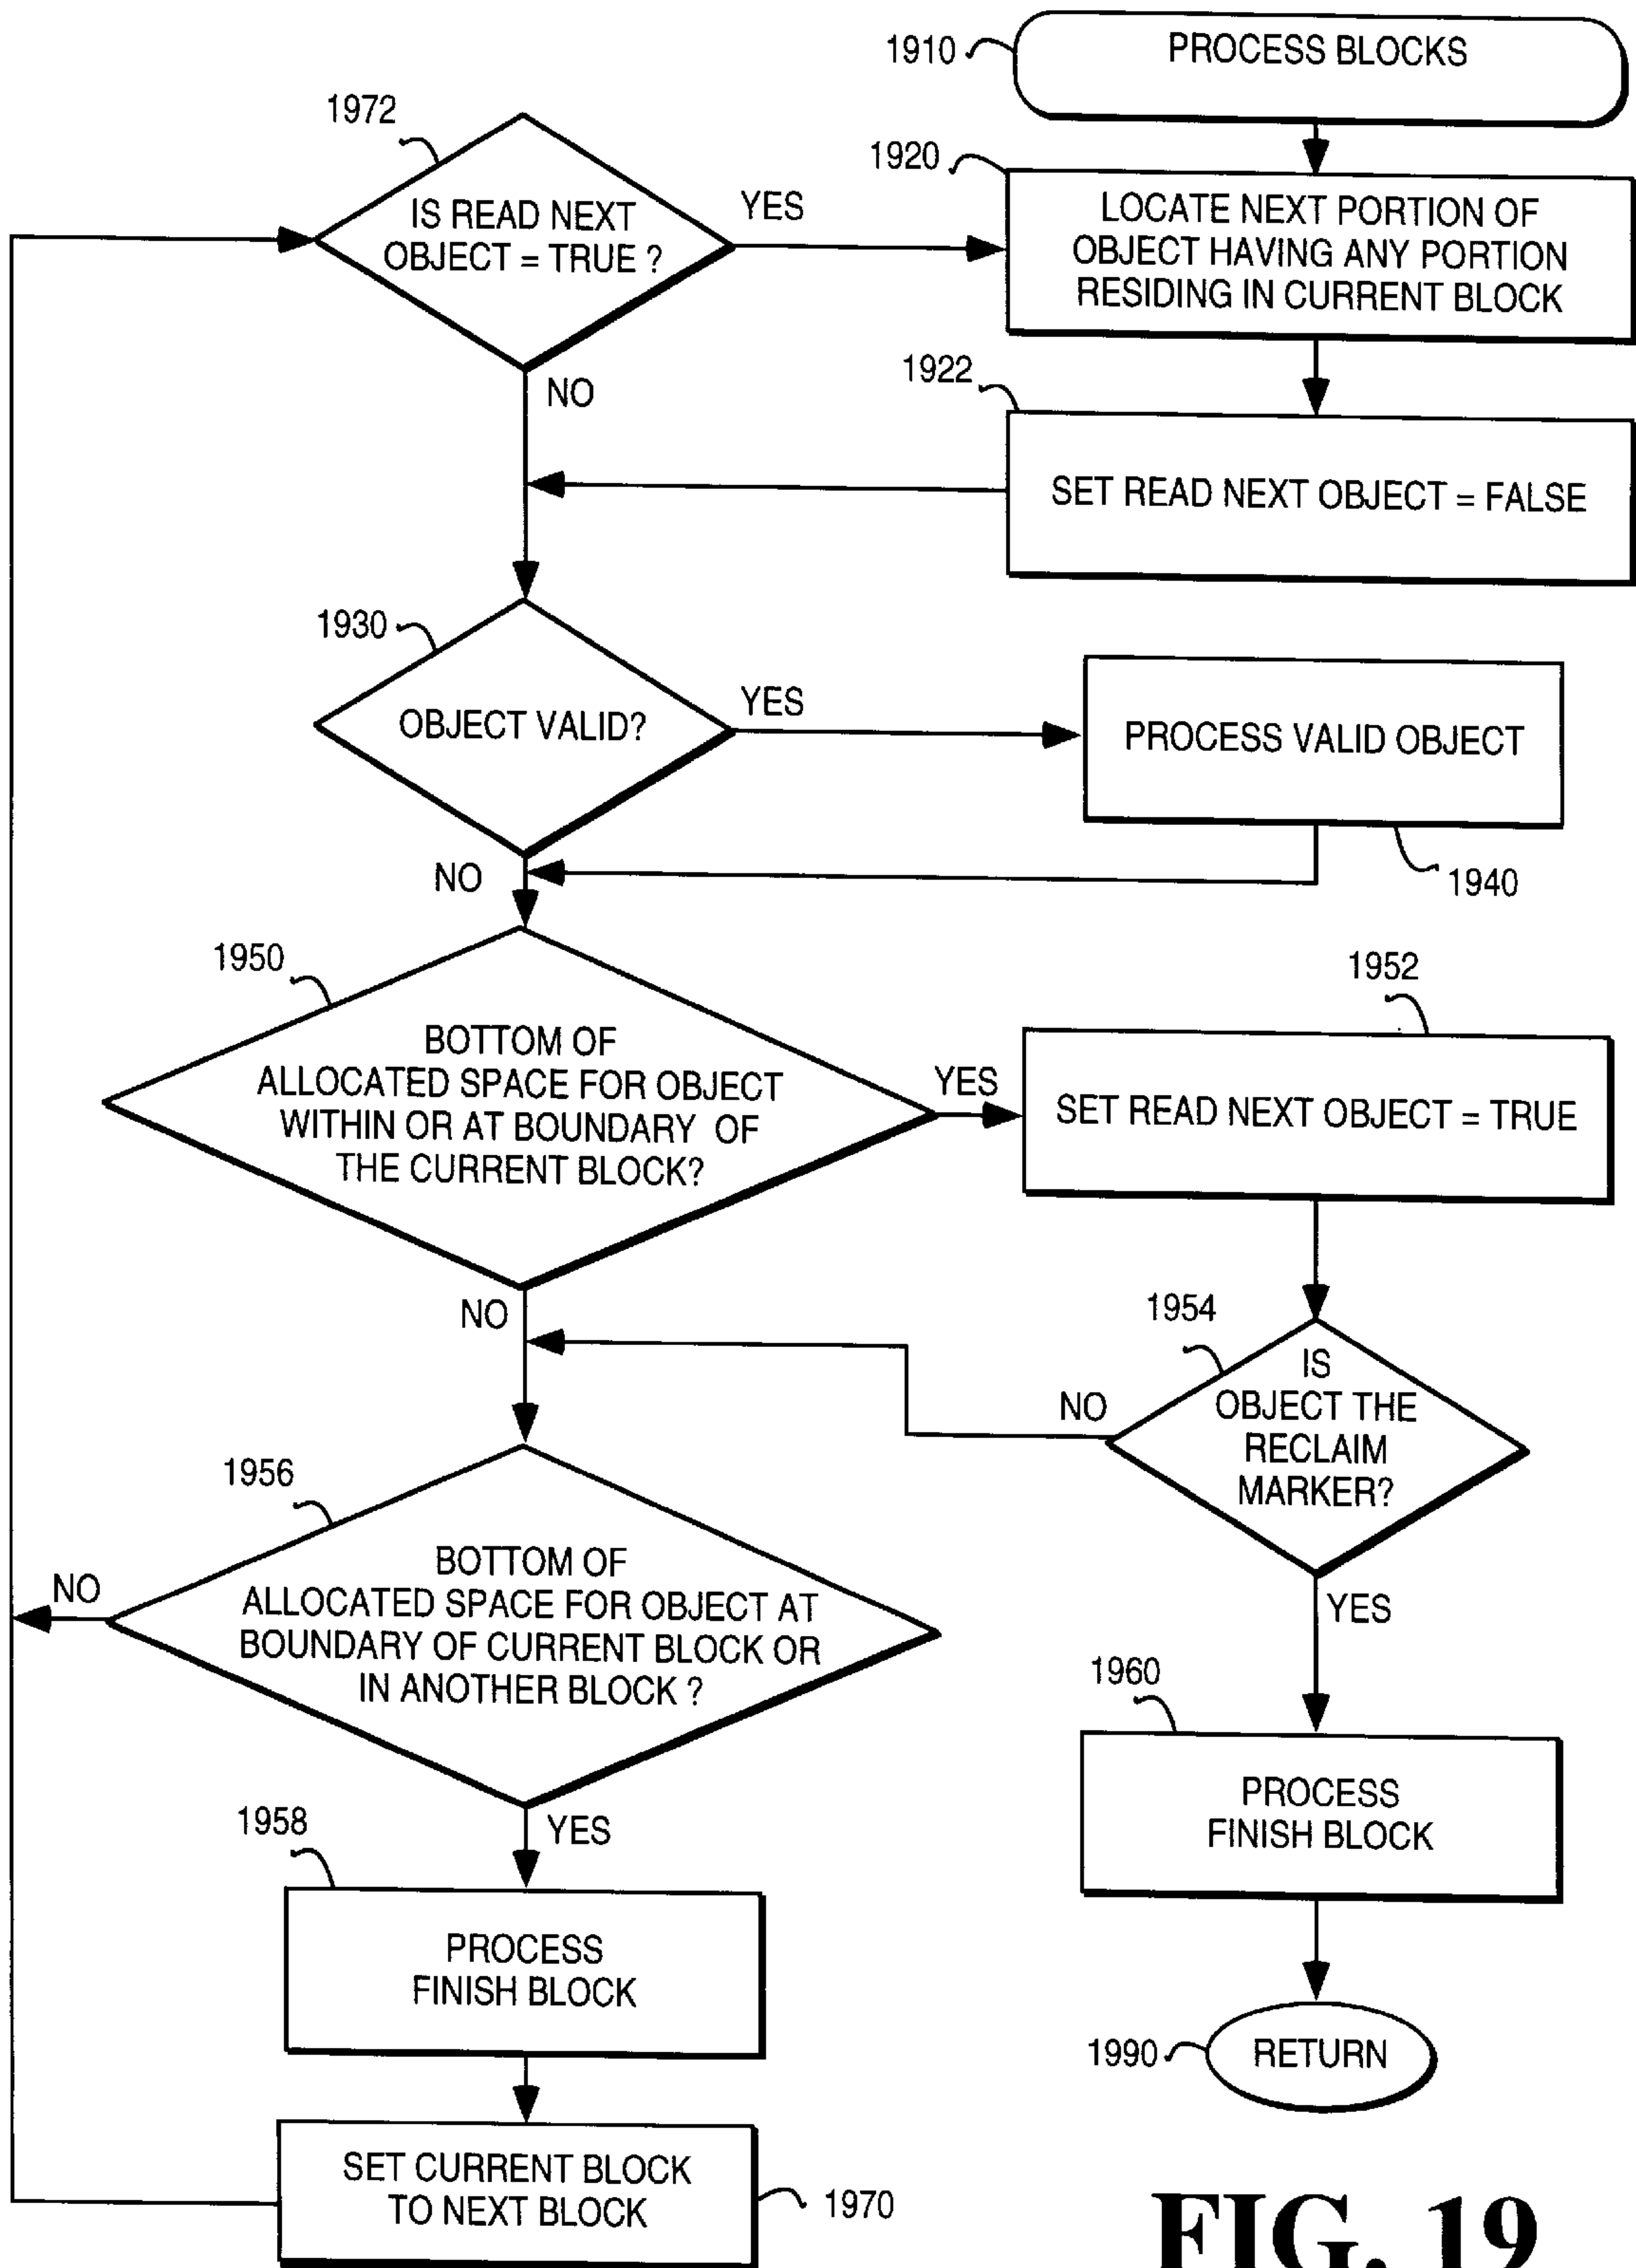 1910
PROCESS BLOCKS
1972
1920
IS READ NEXT
OBJECT = TRUE ?
YES
LOCATE NEXT PORTION OF
OBJECT HAVING ANY PORTION
RESIDING IN CURRENT BLOCK
NO
1922
SET READ NEXT OBJECT = FALSE
1930
OBJECT VALID?
YES
PROCESS VALID OBJECT
NO
1940
1950
BOTTOM OF
ALLOCATED SPACE FOR OBJECT
WITHIN OR AT BOUNDARY OF
THE CURRENT BLOCK?
YES
1952
SET READ NEXT OBJECT = TRUE
NO
1954
IS
OBJECT THE
RECLAIM
MARKER?
NO
YES
1956
BOTTOM OF
ALLOCATED SPACE FOR OBJECT AT
BOUNDARY OF CURRENT BLOCK OR
IN ANOTHER BLOCK ?
NO
YES
1960
PROCESS
FINISH BLOCK
1958
PROCESS
FINISH BLOCK
1990
RETURN
SET CURRENT BLOCK
TO NEXT BLOCK
1970
FIG. 19